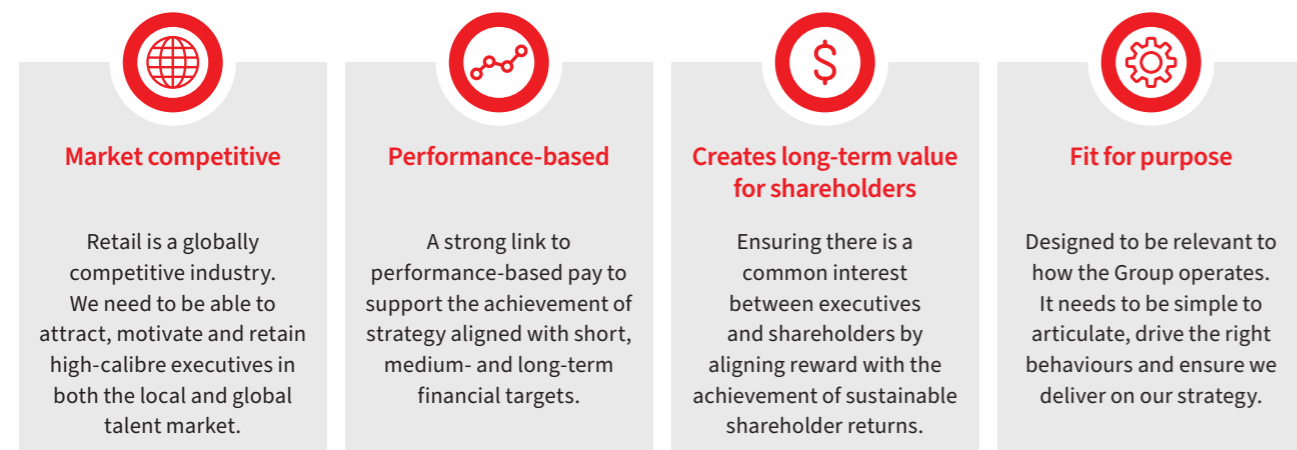 Market competitive
Retail is a globally
competitive industry.
We need to be able to
attract, motivate and retain
high-calibre executives in
both the local and global
talent market.
Performance-based
A strong link to
performance-based pay to
support the achievement of
strategy aligned with short,
medium- and long-term
financial targets.
Creates long-term value
for shareholders
Ensuring there is a
common interest
between executives
and shareholders by
aligning reward with the
achievement of sustainable
shareholder returns.
Fit for purpose
Designed to be relevant to
how the Group operates.
It needs to be simple to
articulate, drive the right
behaviours and ensure we
deliver on our strategy.